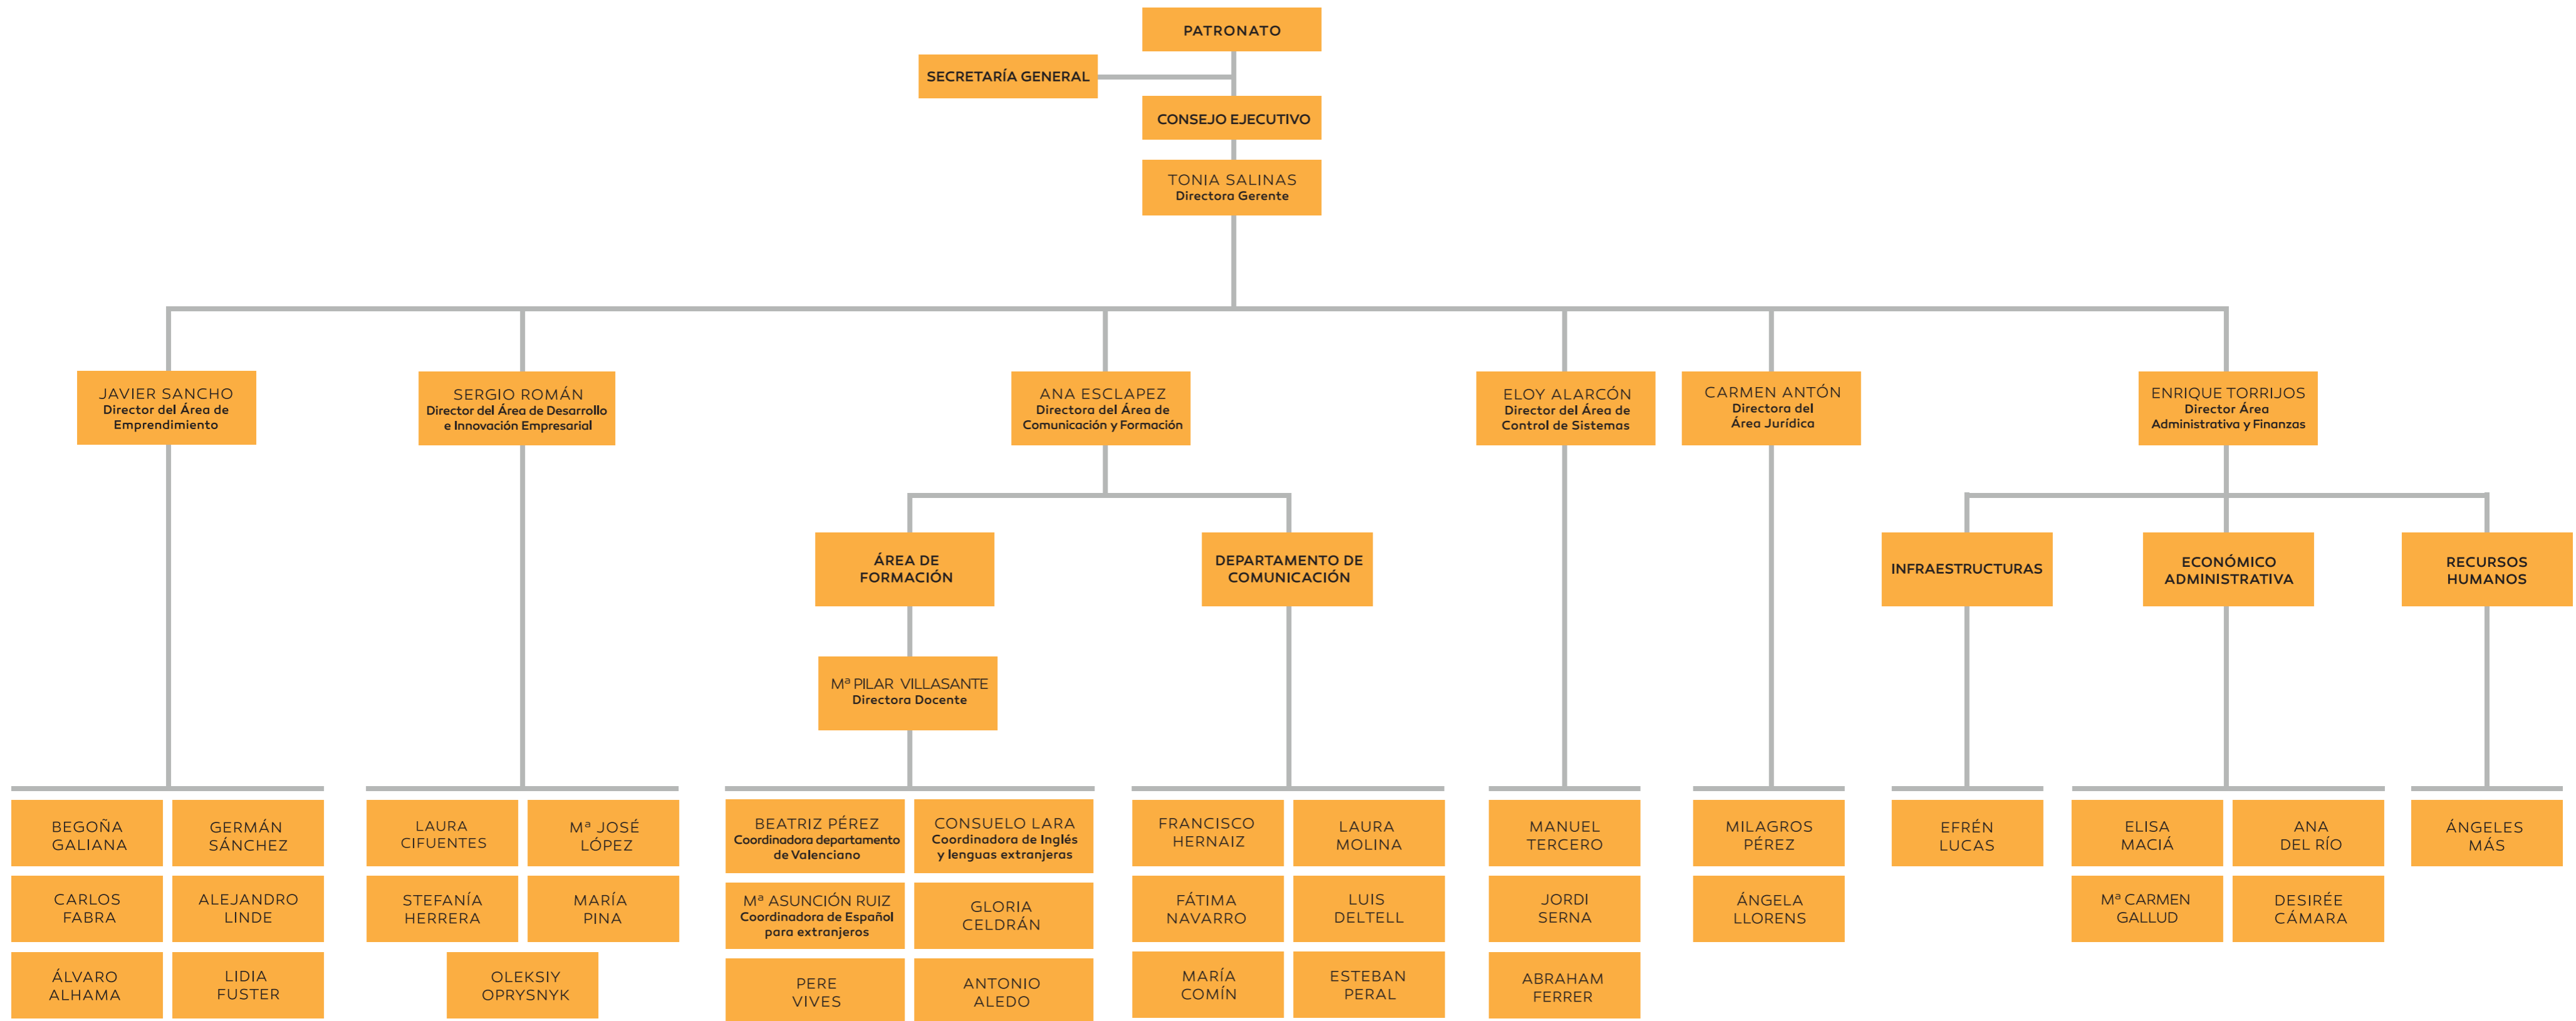 PATRONATO
SECRETARÍA GENERAL
CONSEJO EJECUTIVO
TONIA SALINAS
Directora Gerente
JAVIER SANCHO
Director del Área de
Emprendimiento
SERGIO ROMÁN
Director del Área de Desarrollo
e Innovación Empresarial
ANA ESCLAPEZ
Directora del Área de
Comunicación y Formación
ELOY ALARCÓN
Director del Área de
Control de Sistemas
CARMEN ANTÓN
Directora del
Área Jurídica
ENRIQUE TORRIJOS
Director Área
Administrativa y Finanzas
ÁREA DE
FORMACIÓN
DEPARTAMENTO DE
COMUNICACIÓN
INFRAESTRUCTURAS
ECONÓMICO
ADMINISTRATIVA
RECURSOS
HUMANOS
Mª PILAR VILLASANTE
Directora Docente
BEGOÑA
GALIANA
GERMÁN
SÁNCHEZ
CARLOS
FABRA
ALEJANDRO
LINDE
ÁLVARO
ALHAMA
LIDIA
FUSTER
LAURA
CIFUENTES
Mª JOSÉ
LÓPEZ
STEFANÍA
HERRERA
MARÍA
PINA
OLEKSIY
OPRYSNYK
BEATRIZ PÉREZ
Coordinadora departamento
de Valenciano
CONSUELO LARA
Coordinadora de Inglés
y lenguas extranjeras
Mª ASUNCIÓN RUIZ
Coordinadora de Español
para extranjeros
GLORIA
CELDRÁN
PERE
VIVES
ANTONIO
ALEDO
FRANCISCO
HERNAIZ
LAURA
MOLINA
FÁTIMA
NAVARRO
LUIS
DELTELL
MARÍA
COMÍN
ESTEBAN
PERAL
MANUEL
TERCERO
JORDI
SERNA
ABRAHAM
FERRER
MILAGROS
PÉREZ
ÁNGELA
LLORENS
EFRÉN
LUCAS
ELISA
MACIÁ
ANA
DEL RÍO
Mª CARMEN
GALLUD
DESIRÉE
CÁMARA
ÁNGELES
MÁS